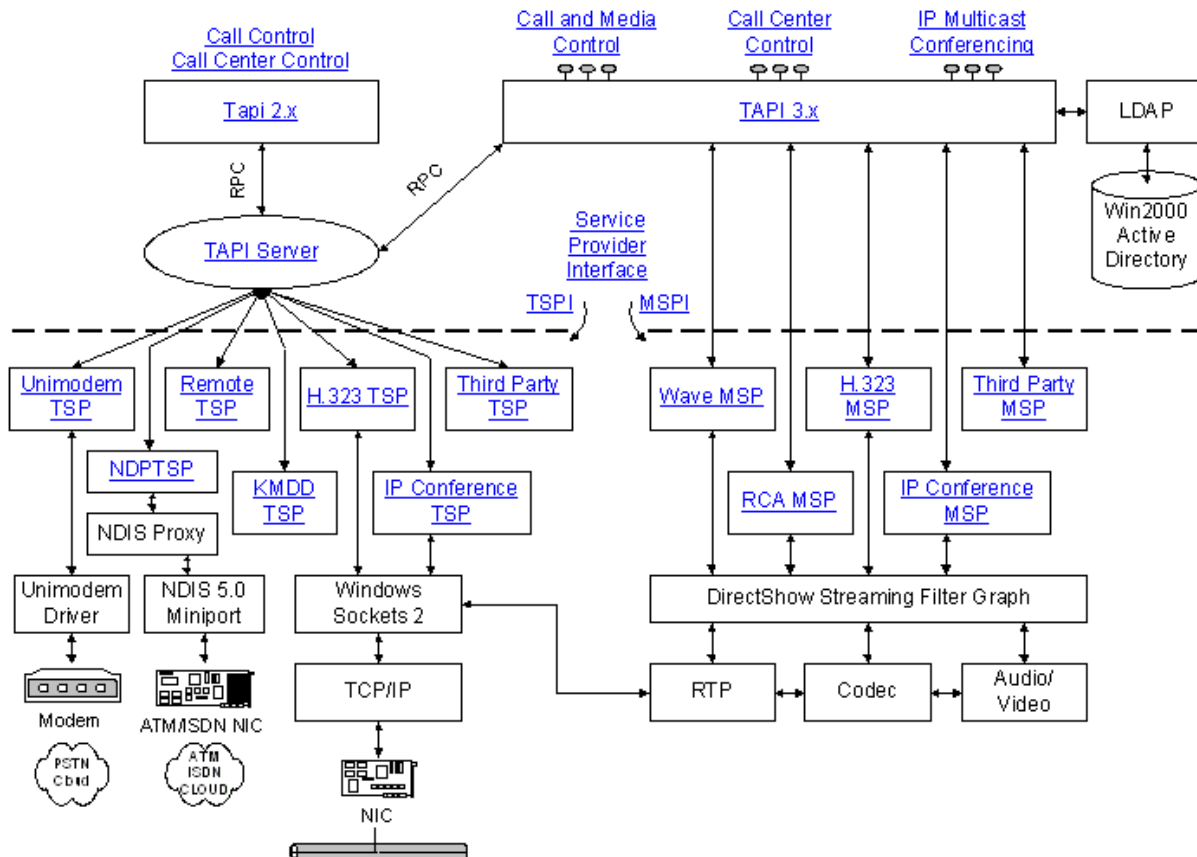 Call Control
Call Center Control
Call and Media
Control
Call Center
Control
IP Multicast
Conferencing
Tapi 2.x
TAPI 3.x
LDAP
RPC
RPC
TAPI Server
Service
Provider
Interface
Win2000
Active
Directory
TSPI
MSPI
Unimodem
TSP
Remote
TSP
H.323 TSP
Third Party
TSP
Wave MSP
H.323
MSP
Third Party
MSP
NDPTSP
KMDD
TSP
IP Conference
TSP
RCA MSP
IP Conference
MSP
NDIS Proxy
Unimodem
Driver
NDIS 5.0
Miniport
Windows
Sockets 2
DirectShow Streaming Filter Graph
TCP/IP
RTP
Codec
Audio/
Video
Modem
ATM/ISDN NIC
PSTN
Cloud
ATM
ISDN
CLOUD
NIC